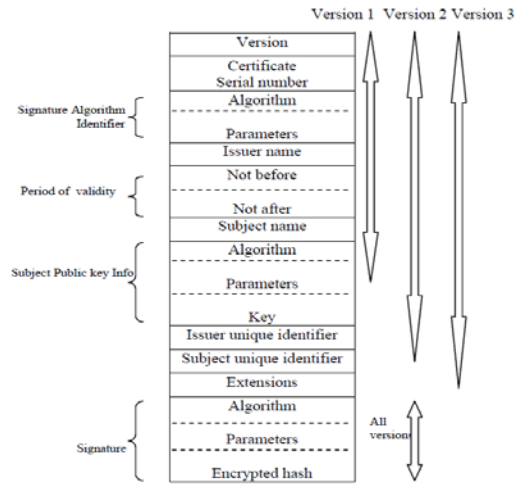 Version 1 Version 2 Version 3
Version
Certificate
Serial number
Signature Algorithm
Identifier
Algorithm
Parameters
Issuer name
Period of validity
Not before
Not after
Subject name
Subject Public key Info
Algorithm
Parameters
Key
Issuer unique identifier
Subject unique identifier
Extensions
Signature
Algorithm
Parameters
Encrypted hash
All
versions